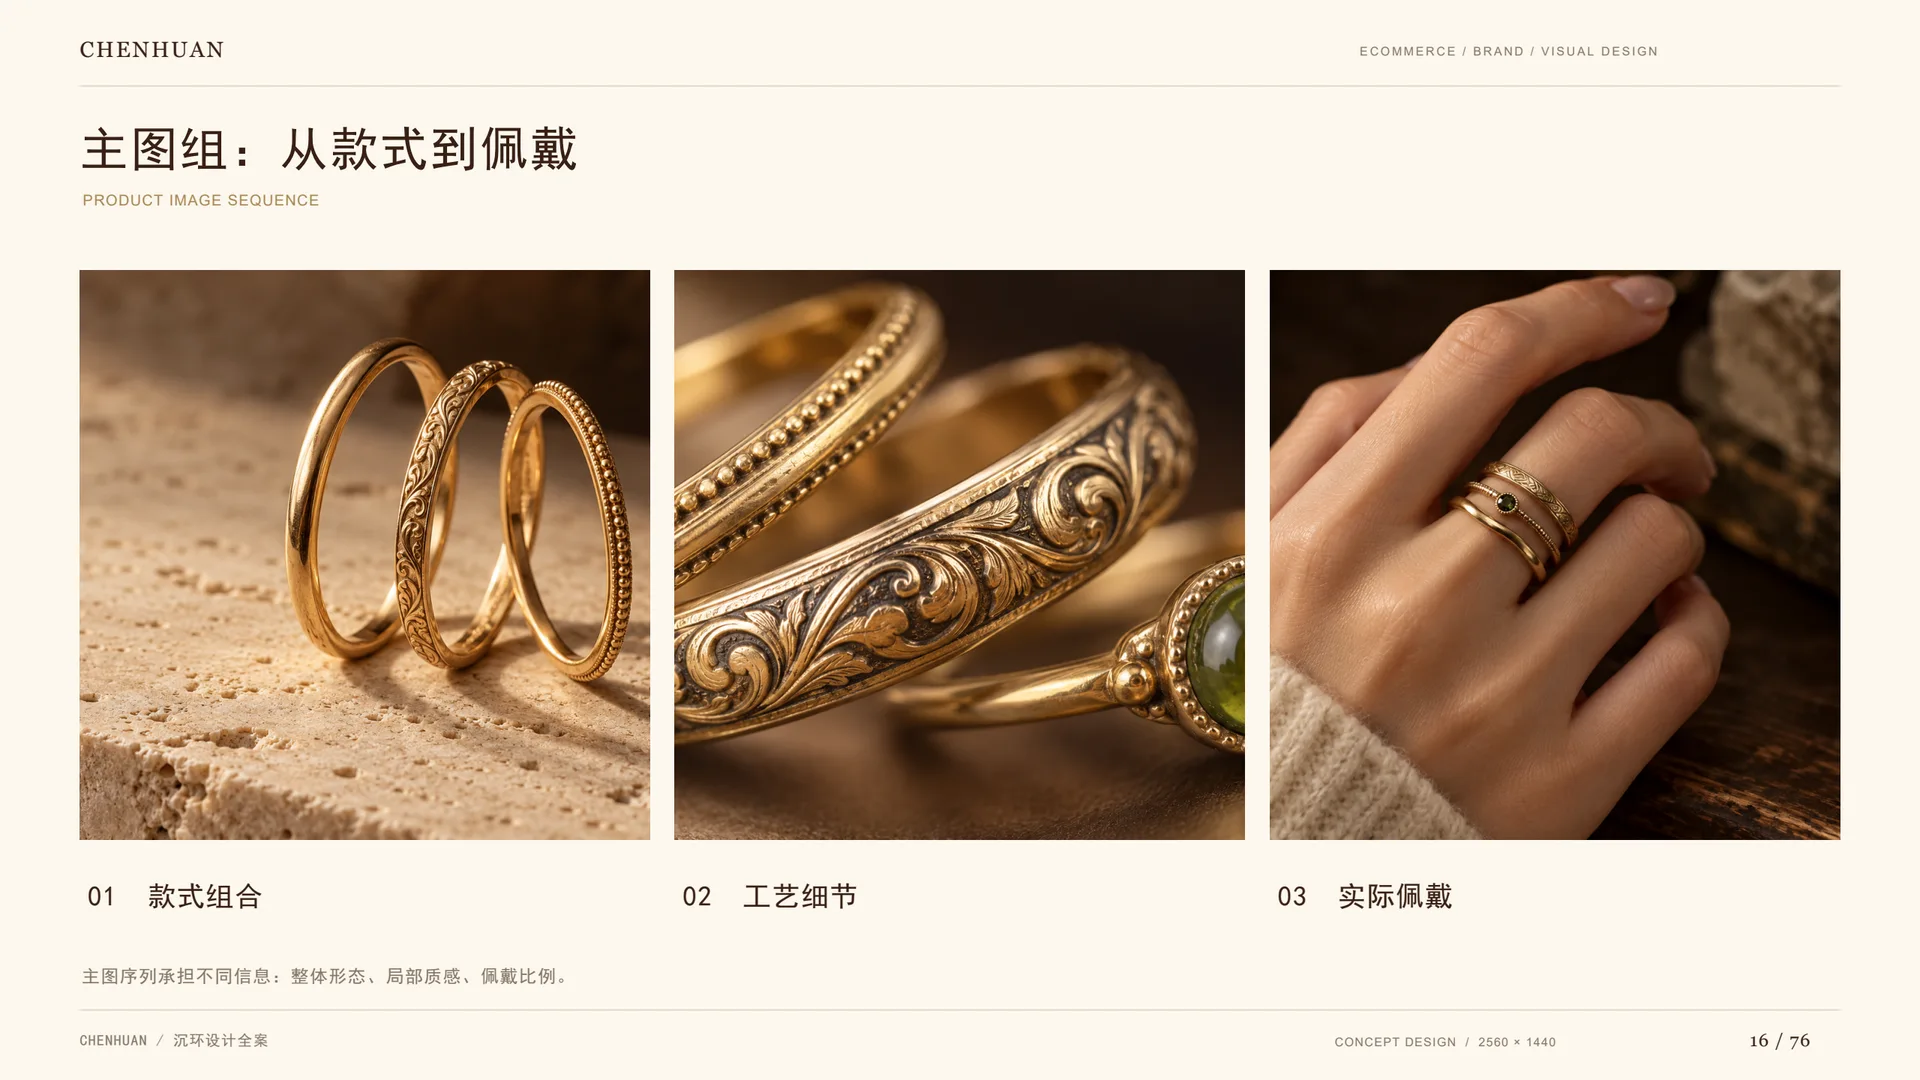 CHENHUAN
ECOMMERCE / BRAND / VISUAL DESIGN
主图组：从款式到佩戴
PRODUCT IMAGE SEQUENCE
01 款式组合
02 工艺细节
03 实际佩戴
主图序列承担不同信息：整体形态、局部质感、佩戴比例。
CHENHUAN / 沉环设计全案
CONCEPT DESIGN / 2560 × 1440
16 / 76